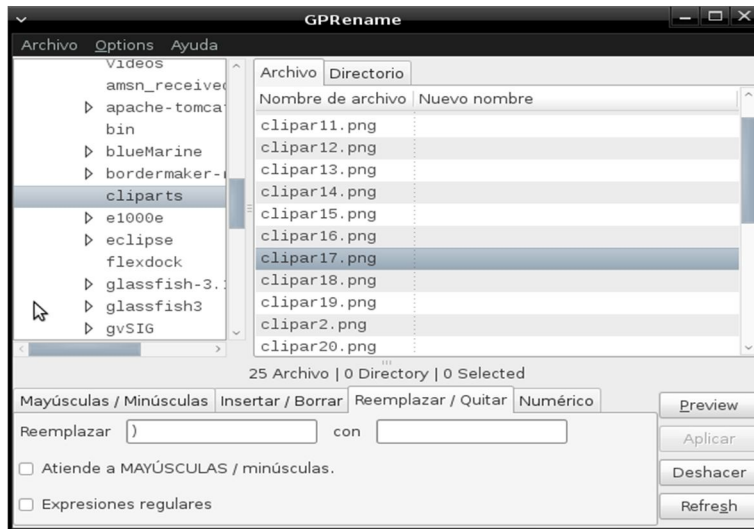 GPRename
Archivo Options Ayuda
Videos
amsn_received
apache-tomca
bin
blueMarine
bordermaker-
cliparts
e1000e
eclipse
flexdock
glassfish-3.
glassfish3
gvSIG
Archivo Directorio
Nombre de archivo Nuevo nombre
clipar11.png
clipar12.png
clipar13.png
clipar14.png
clipar15.png
clipar16.png
clipar17.png
clipar18.png
clipar19.png
clipar2.png
clipar20.png
25 Archivo | 0 Directory | 0 Selected
Mayúsculas / Minúsculas Insertar / Borrar Reemplazar / Quitar Numérico
Reemplazar ) con
Atiende a MAYÚSCULAS / minúsculas.
Expresiones regulares
Preview
Aplicar
Deshacer
Refresh